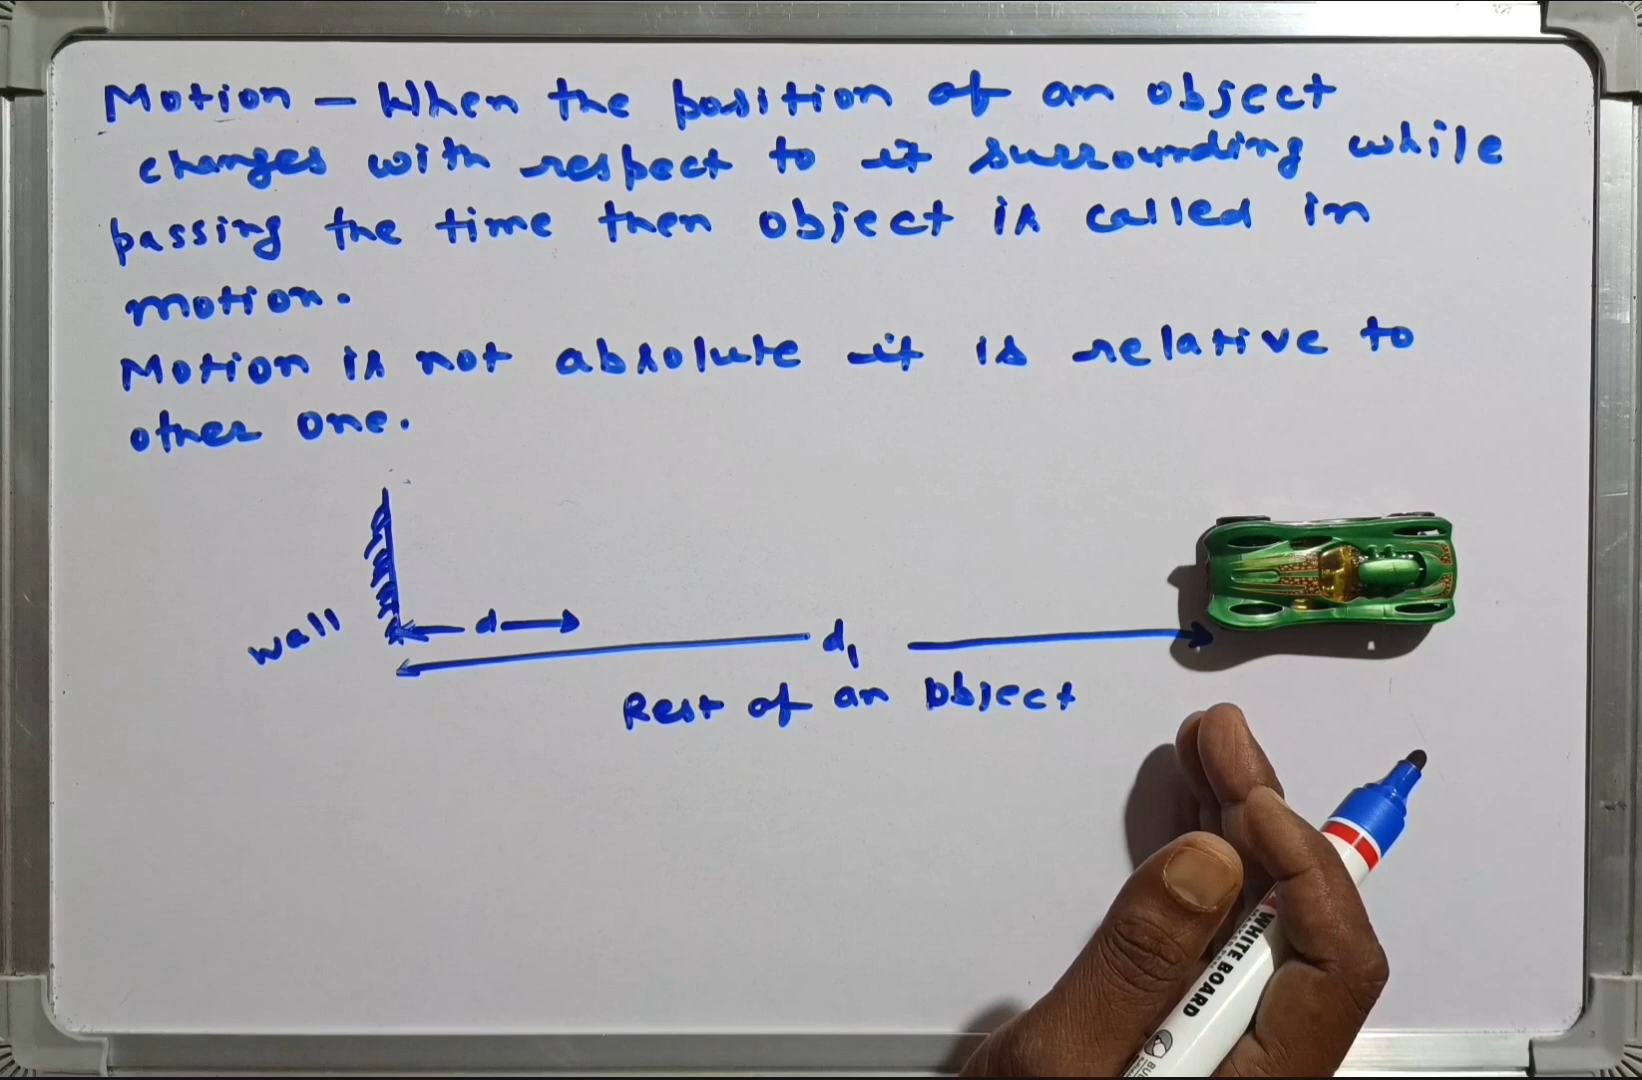 Motion - When the position of an object
changes with respect to it surrounding while
passing the time then object is called in
motion.
Motion is not absolute it is relative to
other one.
wall
d
d₁
Rest of an Object
WHITE BOARD